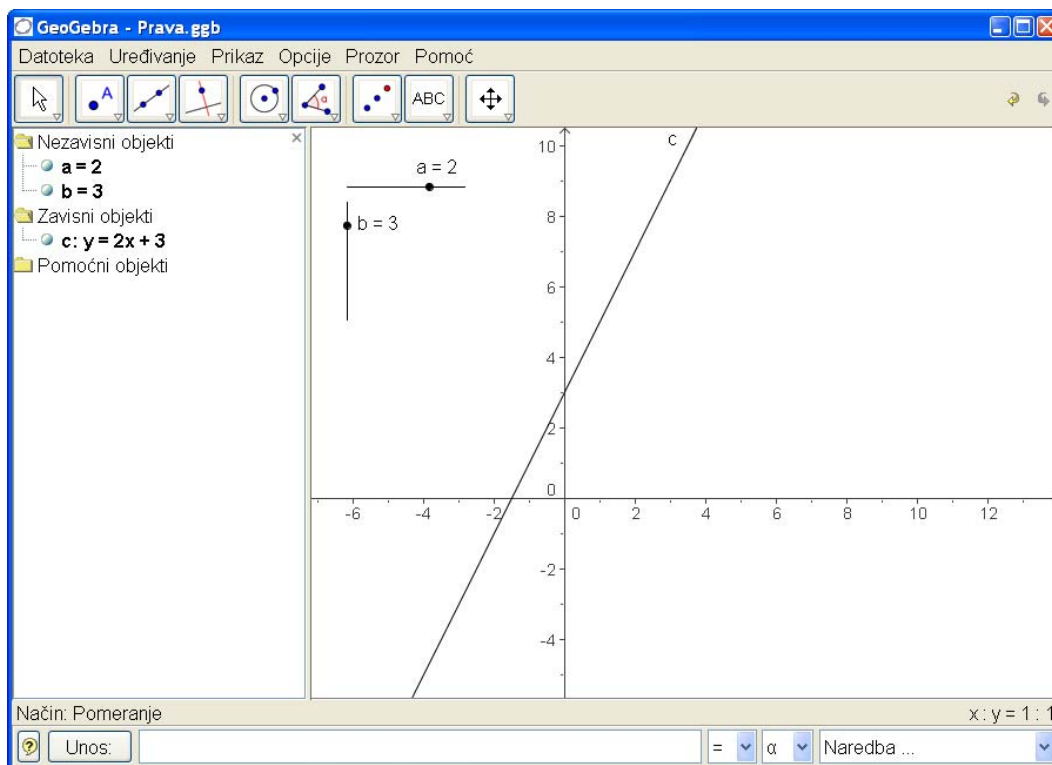 GeoGebra - Prava.ggb
Datoteka Uređivanje Prikaz Opcije Prozor Pomoć
A
α
ABC
Nezavisni objekti
a = 2
b = 3
Zavisni objekti
c: y = 2x + 3
Pomoćni objekti
a = 2
b = 3
c
10
8
6
4
2
0
-2
-4
-6 -4 -2 0 2 4 6 8 10 12
Način: Pomeranje
x : y = 1 : 1
Unos:
=
α
Naredba ...